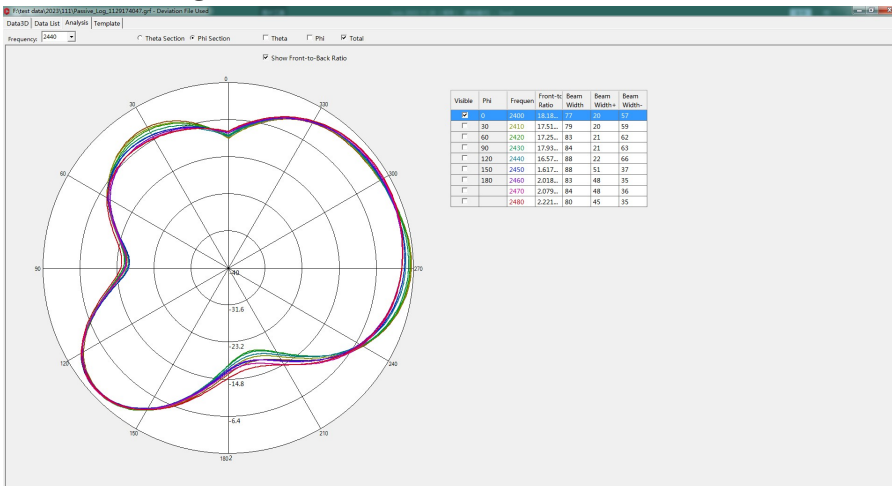 F:\test data\2023\111\Passive_Log_1129174047.grf - Deviation File Used
Data3D Data List Analysis Template
Frequency: 2440 Theta Section Phi Section Theta Phi Total
Show Front-to-Back Ratio
0
30 330
60 300
90 270
120 240
150 210
180
-40
-31.6
-23.2
-14.8
-6.4
2
Visible Phi Frequen Front-to Ratio Beam Width Beam Width+ Beam Width-
0 2400 18.18... 77 20 57
30 2410 17.51... 79 20 59
60 2420 17.25... 83 21 62
90 2430 17.93... 84 21 63
120 2440 16.57... 88 22 66
150 2450 1.617... 88 51 37
180 2460 2.018... 83 48 35
2470 2.079... 84 48 36
2480 2.221... 80 45 35